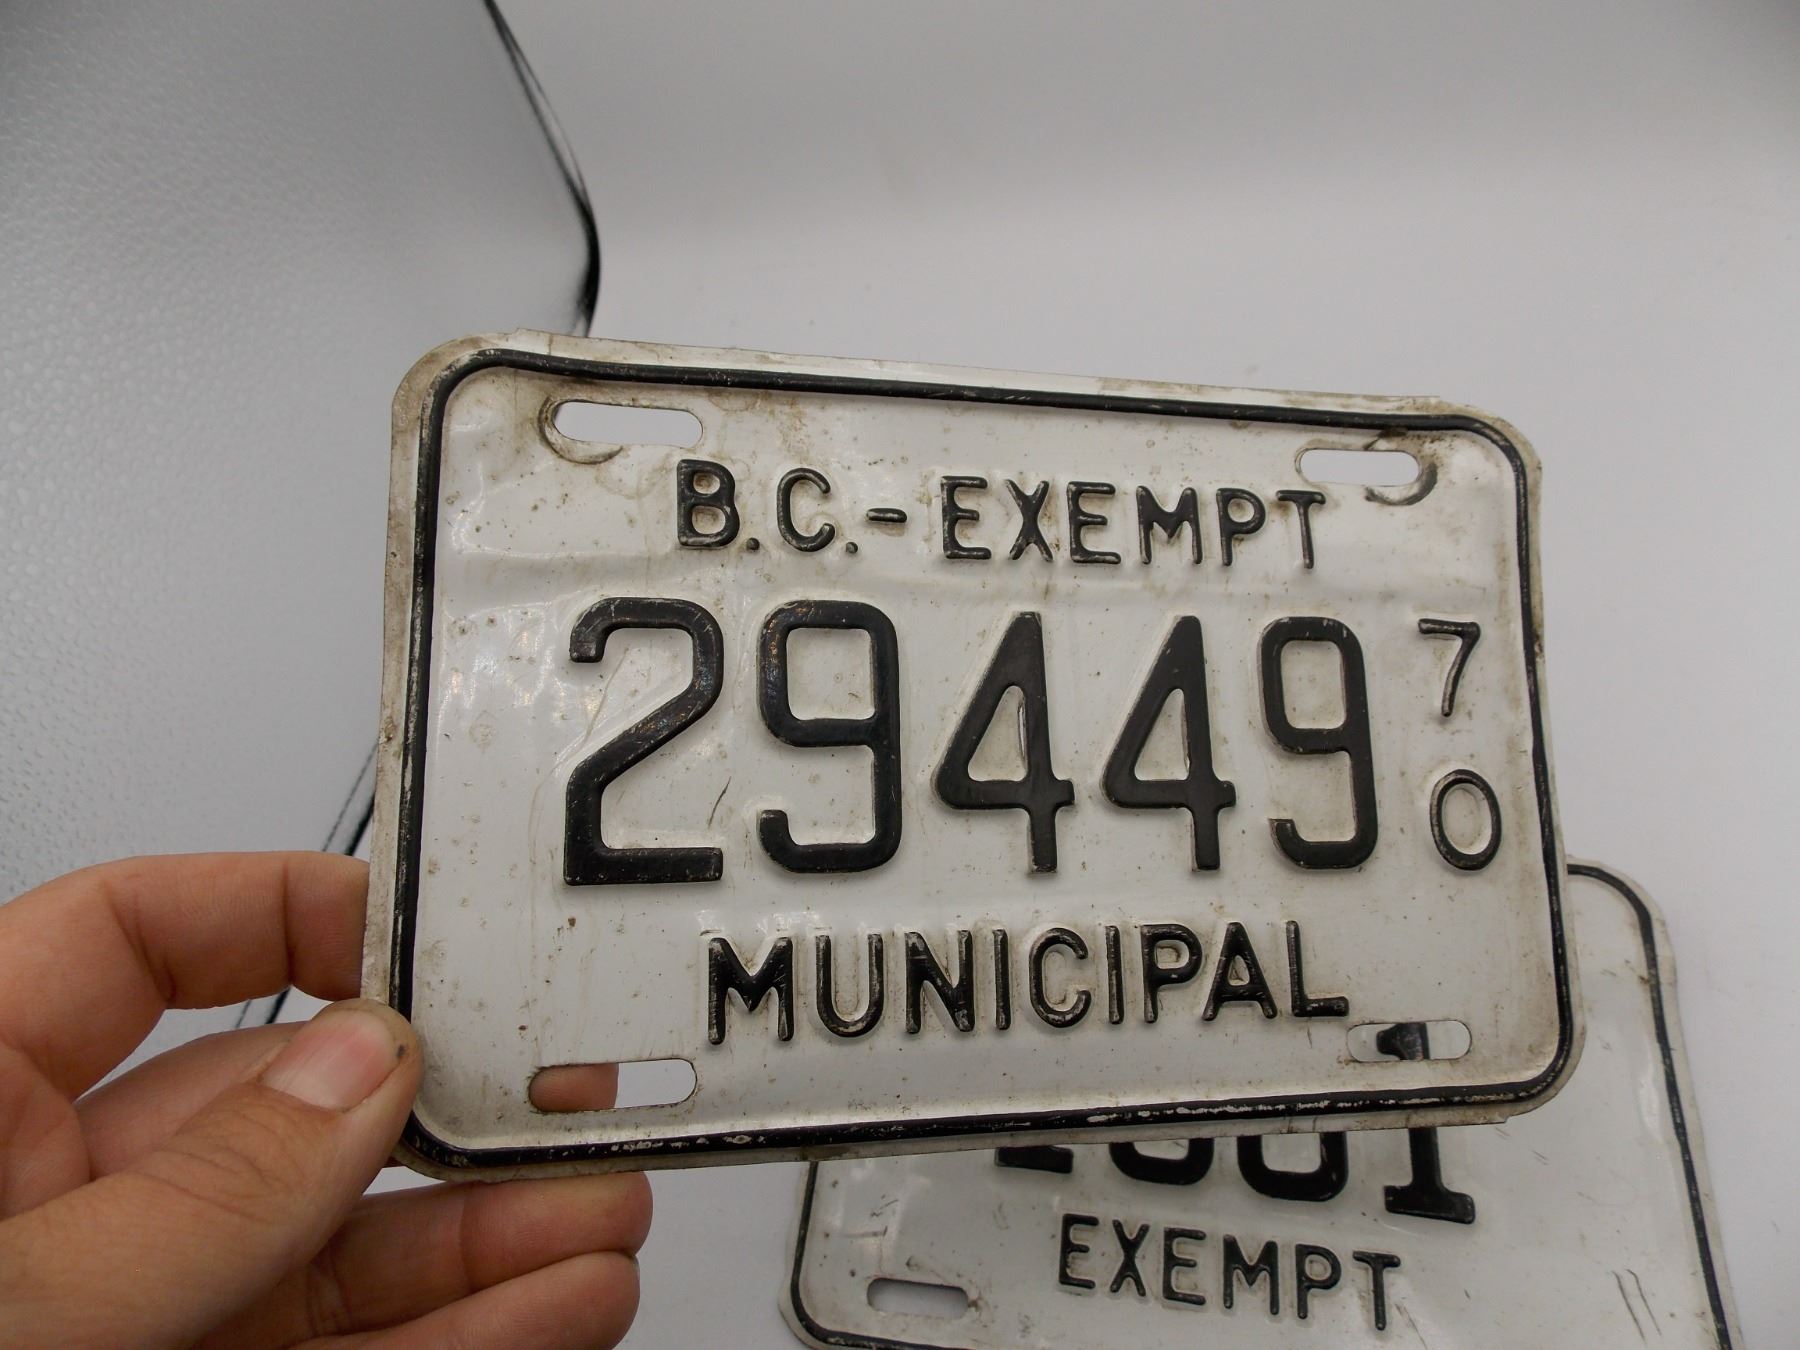 B.C.-EXEMPT
29449 70
MUNICIPAL
EXEMPT